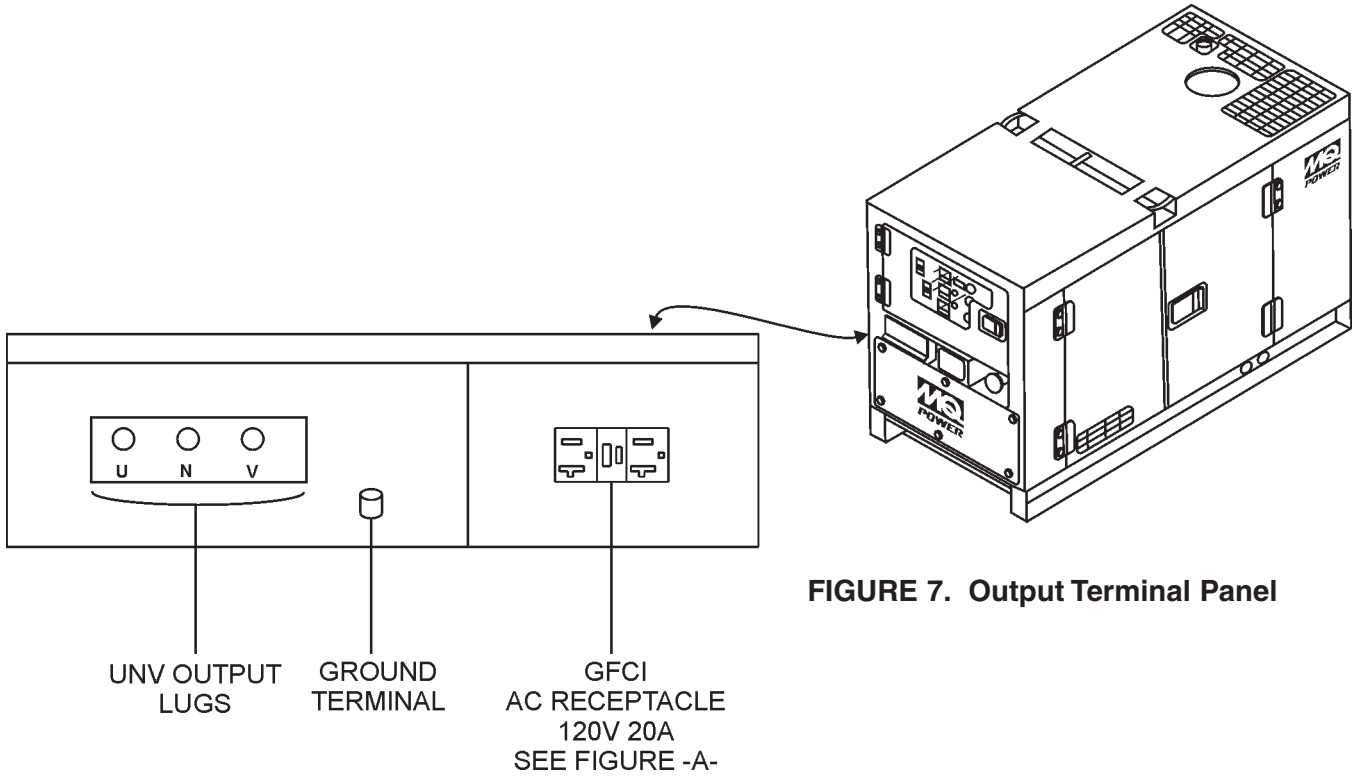 MQ
POWER
MQ
POWER
U N V
FIGURE 7. Output Terminal Panel
UNV OUTPUT
LUGS
GROUND
TERMINAL
GFCI
AC RECEPTACLE
120V 20A
SEE FIGURE -A-